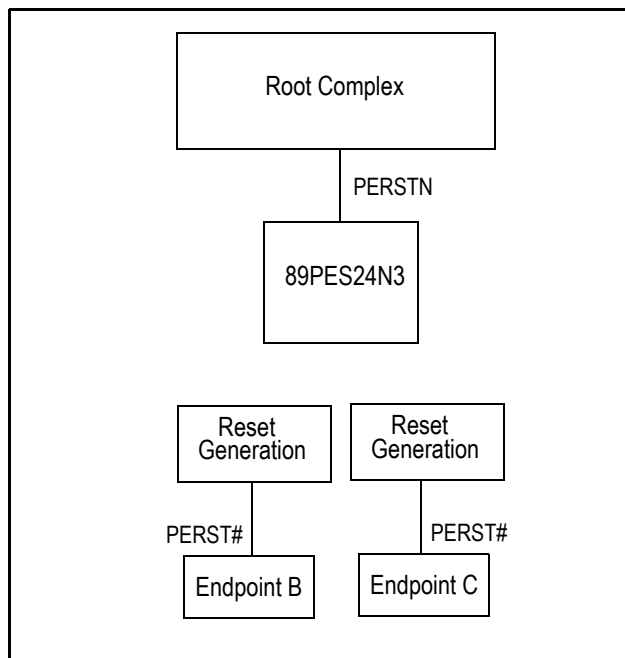 Root Complex
PERSTN
89PES24N3
Reset
Generation
Reset
Generation
PERST#
PERST#
Endpoint B
Endpoint C